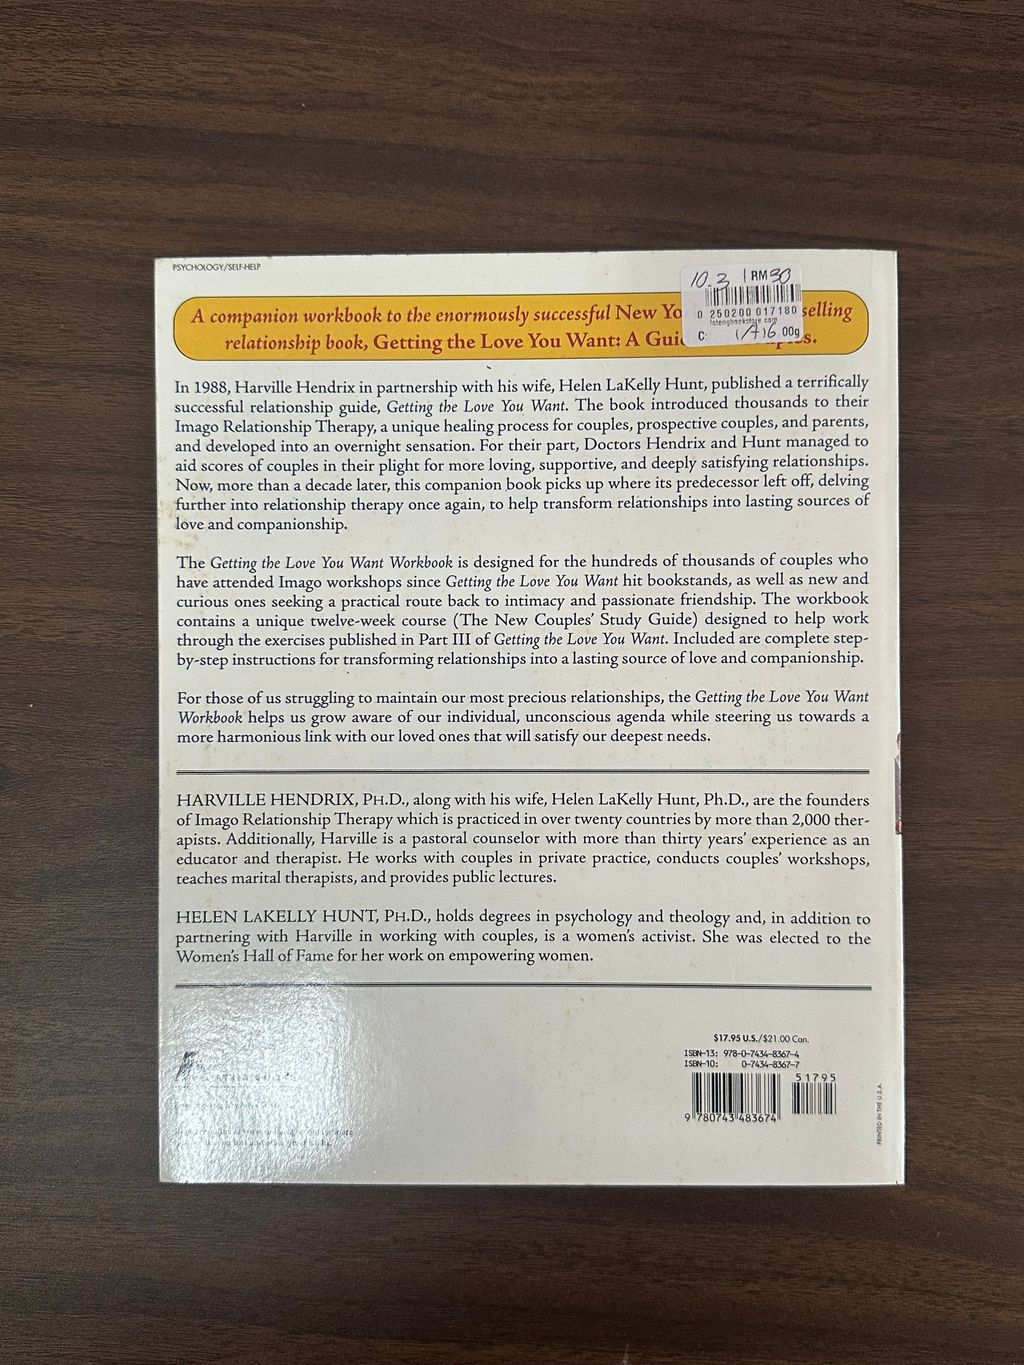 PSYCHOLOGY/SELF-HELP
10.3 RM30
0 250200 017180
C: 00g
A companion workbook to the enormously successful New Yo selling
relationship book, Getting the Love You Want: A Gui
In 1988, Harville Hendrix in partnership with his wife, Helen LaKelly Hunt, published a terrifically
successful relationship guide, Getting the Love You Want. The book introduced thousands to their
Imago Relationship Therapy, a unique healing process for couples, prospective couples, and parents,
and developed into an overnight sensation. For their part, Doctors Hendrix and Hunt managed to
aid scores of couples in their plight for more loving, supportive, and deeply satisfying relationships.
Now, more than a decade later, this companion book picks up where its predecessor left off, delving
further into relationship therapy once again, to help transform relationships into lasting sources of
love and companionship.
The Getting the Love You Want Workbook is designed for the hundreds of thousands of couples who
have attended Imago workshops since Getting the Love You Want hit bookstands, as well as new and
curious ones seeking a practical route back to intimacy and passionate friendship. The workbook
contains a unique twelve-week course (The New Couples' Study Guide) designed to help work
through the exercises published in Part III of Getting the Love You Want. Included are complete step-
by-step instructions for transforming relationships into a lasting source of love and companionship.
For those of us struggling to maintain our most precious relationships, the Getting the Love You Want
Workbook helps us grow aware of our individual, unconscious agenda while steering us towards a
more harmonious link with our loved ones that will satisfy our deepest needs.
HARVILLE HENDRIX, PH.D., along with his wife, Helen LaKelly Hunt, Ph.D., are the founders
of Imago Relationship Therapy which is practiced in over twenty countries by more than 2,000 ther-
apists. Additionally, Harville is a pastoral counselor with more than thirty years' experience as an
educator and therapist. He works with couples in private practice, conducts couples' workshops,
teaches marital therapists, and provides public lectures.
HELEN LAKELLY HUNT, PH.D., holds degrees in psychology and theology and, in addition to
partnering with Harville in working with couples, is a women's activist. She was elected to the
Women's Hall of Fame for her work on empowering women.
$17.95 U.S./$21.00 Can.
ISBN-13: 978-0-7434-8367-4
ISBN-10: 0-7434-8367-7
51795
9 780743 483674
PRINTED IN THE U.S.A.